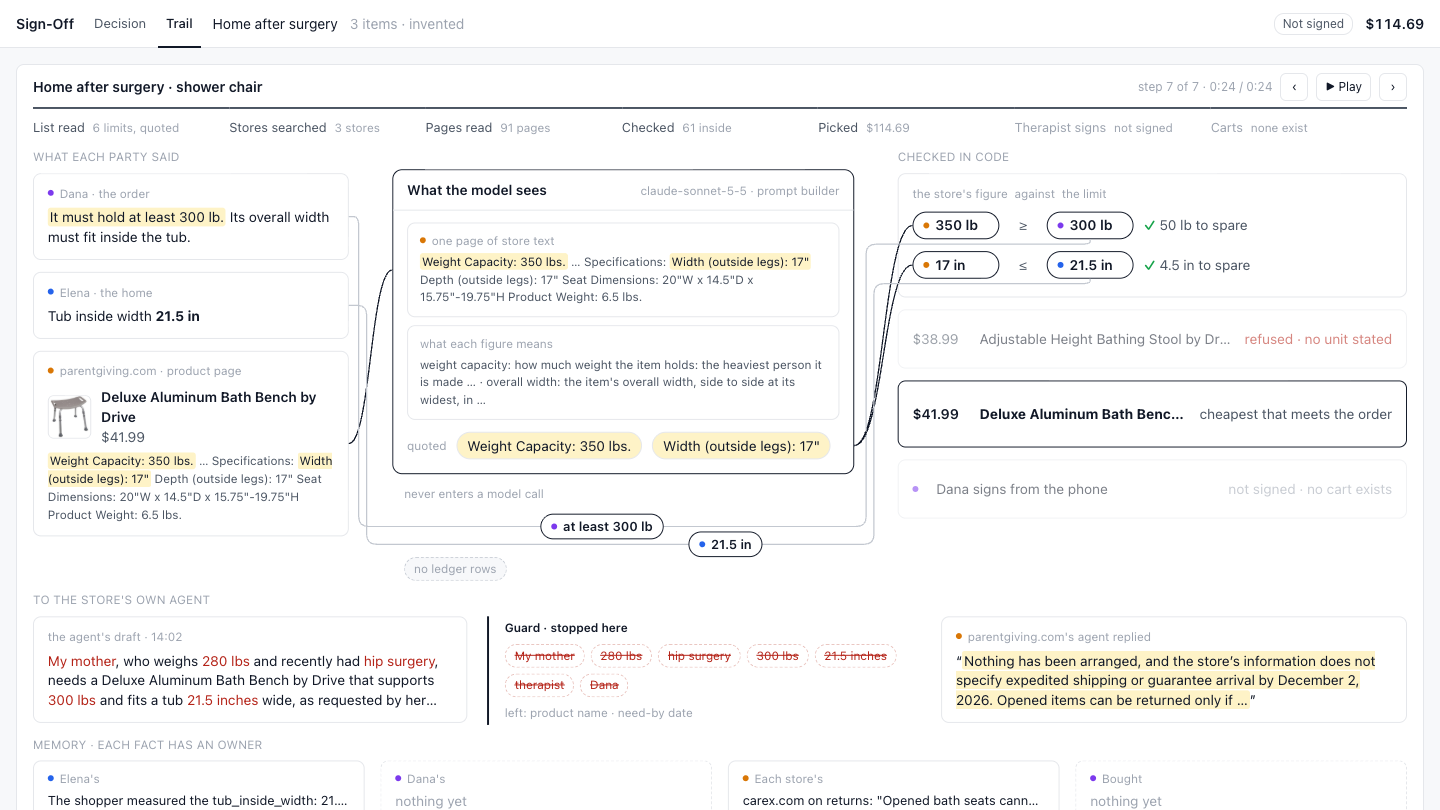 Sign-Off Decision Trail Home after surgery 3 items · invented Not signed $114.69
Home after surgery · shower chair step 7 of 7 · 0:24 / 0:24 ‹ ▶ Play ›
List read 6 limits, quoted Stores searched 3 stores Pages read 91 pages Checked 61 inside Picked $114.69 Therapist signs not signed Carts none exist
WHAT EACH PARTY SAID
Dana · the order
It must hold at least 300 lb. Its overall width
must fit inside the tub.
Elena · the home
Tub inside width 21.5 in
parentgiving.com · product page
Deluxe Aluminum Bath Bench by
Drive
$41.99
Weight Capacity: 350 lbs. ... Specifications: Width
(outside legs): 17" Depth (outside legs): 17" Seat
Dimensions: 20"W x 14.5"D x 15.75"-19.75"H
Product Weight: 6.5 lbs.
What the model sees claude-sonnet-5-5 · prompt builder
one page of store text
Weight Capacity: 350 lbs. ... Specifications: Width (outside legs): 17"
Depth (outside legs): 17" Seat Dimensions: 20"W x 14.5"D x
15.75"-19.75"H Product Weight: 6.5 lbs.
what each figure means
weight capacity: how much weight the item holds: the heaviest person it
is made ... · overall width: the item's overall width, side to side at its
widest, in ...
quoted Weight Capacity: 350 lbs. Width (outside legs): 17"
never enters a model call
at least 300 lb
21.5 in
no ledger rows
CHECKED IN CODE
the store's figure against the limit
350 lb ≥ 300 lb ✓ 50 lb to spare
17 in ≤ 21.5 in ✓ 4.5 in to spare
$38.99 Adjustable Height Bathing Stool by Dr... refused · no unit stated
$41.99 Deluxe Aluminum Bath Benc... cheapest that meets the order
Dana signs from the phone not signed · no cart exists
TO THE STORE'S OWN AGENT
the agent's draft · 14:02
My mother, who weighs 280 lbs and recently had hip surgery,
needs a Deluxe Aluminum Bath Bench by Drive that supports
300 lbs and fits a tub 21.5 inches wide, as requested by her...
Guard · stopped here
My mother 280 lbs hip surgery 300 lbs 21.5 inches
therapist Dana
left: product name · need-by date
parentgiving.com's agent replied
“Nothing has been arranged, and the store’s information does not
specify expedited shipping or guarantee arrival by December 2,
2026. Opened items can be returned only if ...”
MEMORY · EACH FACT HAS AN OWNER
Elena's
The shopper measured the tub_inside_width: 21....
Dana's
nothing yet
Each store's
carex.com on returns: "Opened bath seats cann...
Bought
nothing yet